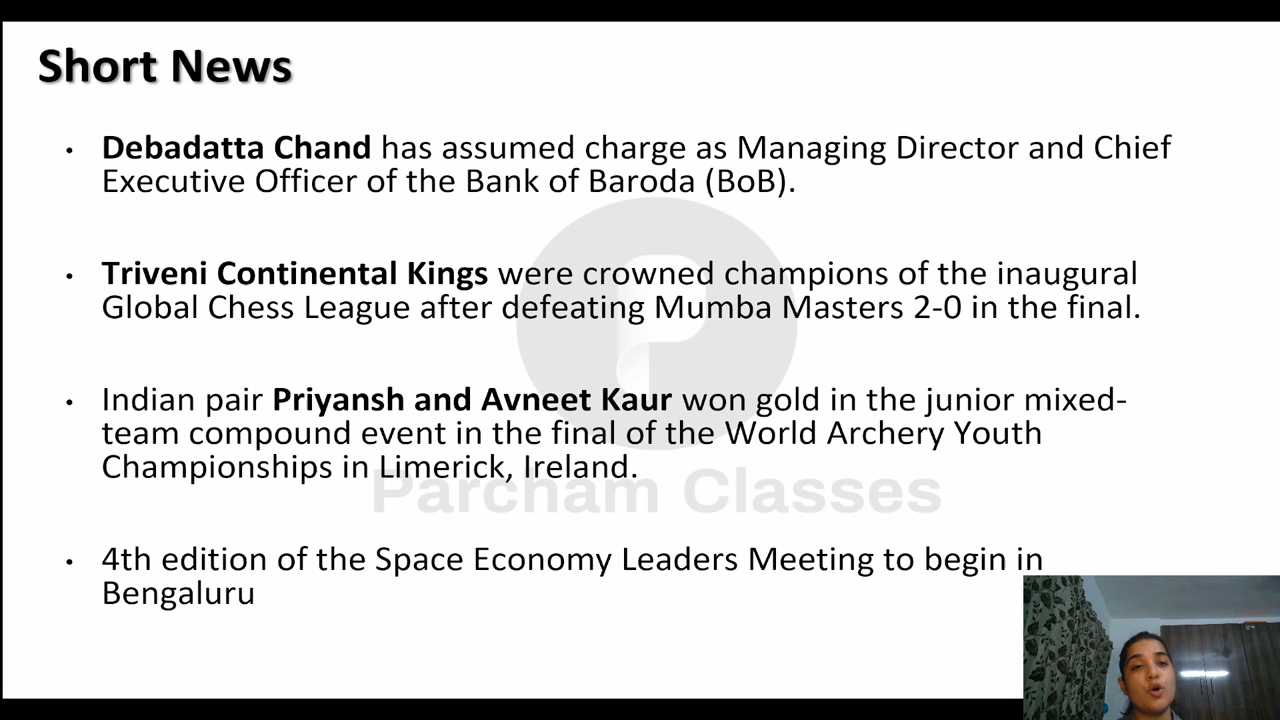 Short News
• Debadatta Chand has assumed charge as Managing Director and Chief
Executive Officer of the Bank of Baroda (BoB).
• Triveni Continental Kings were crowned champions of the inaugural
Global Chess League after defeating Mumba Masters 2-0 in the final.
• Indian pair Priyansh and Avneet Kaur won gold in the junior mixed-
team compound event in the final of the World Archery Youth
Championships in Limerick, Ireland.
Parcham Classes
• 4th edition of the Space Economy Leaders Meeting to begin in
Bengaluru